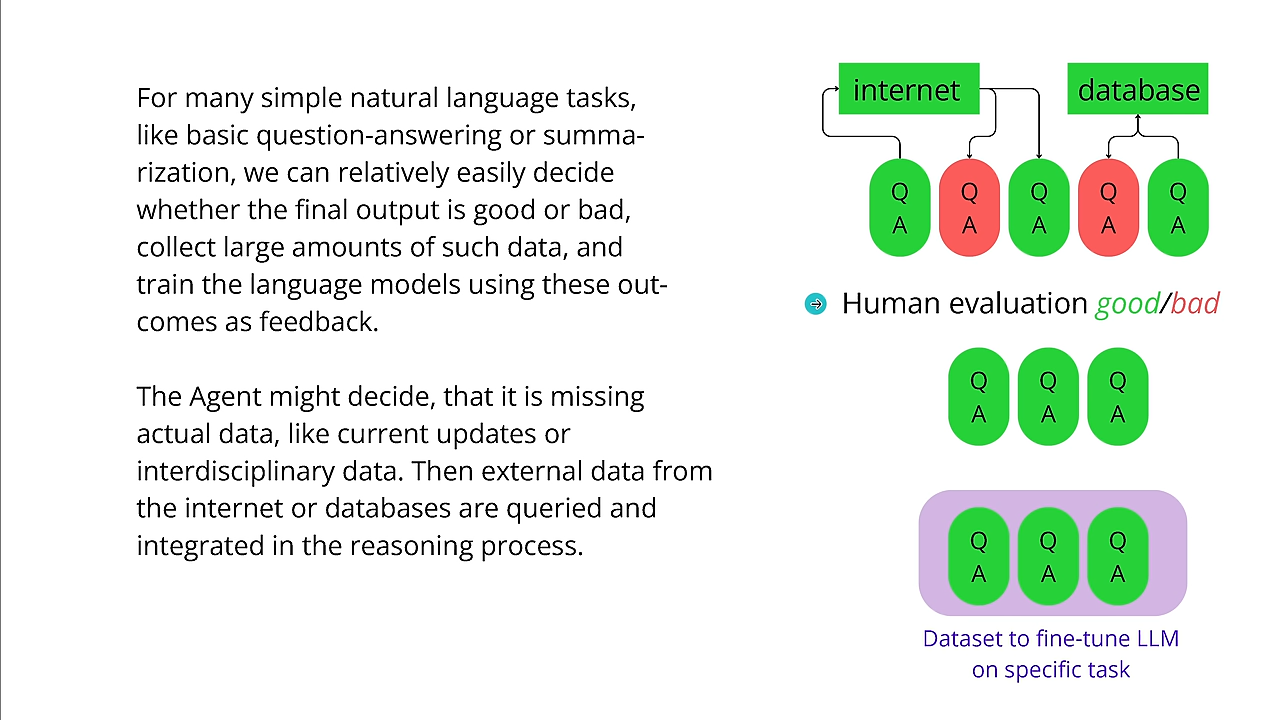 For many simple natural language tasks,
like basic question-answering or summa-
rization, we can relatively easily decide
whether the final output is good or bad,
collect large amounts of such data, and
train the language models using these out-
comes as feedback.
The Agent might decide, that it is missing
actual data, like current updates or
interdisciplinary data. Then external data from
the internet or databases are queried and
integrated in the reasoning process.
internet database
Q Q Q Q Q
A A A A A
Human evaluation good/bad
Q Q Q
A A A
Q Q Q
A A A
Dataset to fine-tune LLM
on specific task